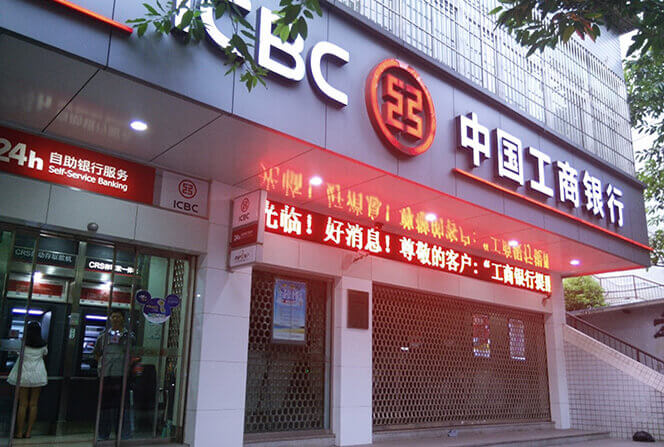 ICBC 中国工商银行
24h 自助银行服务
Self-Service Banking
ICBC
ICBC
光临！好消息！尊敬的客户：“工商银行提